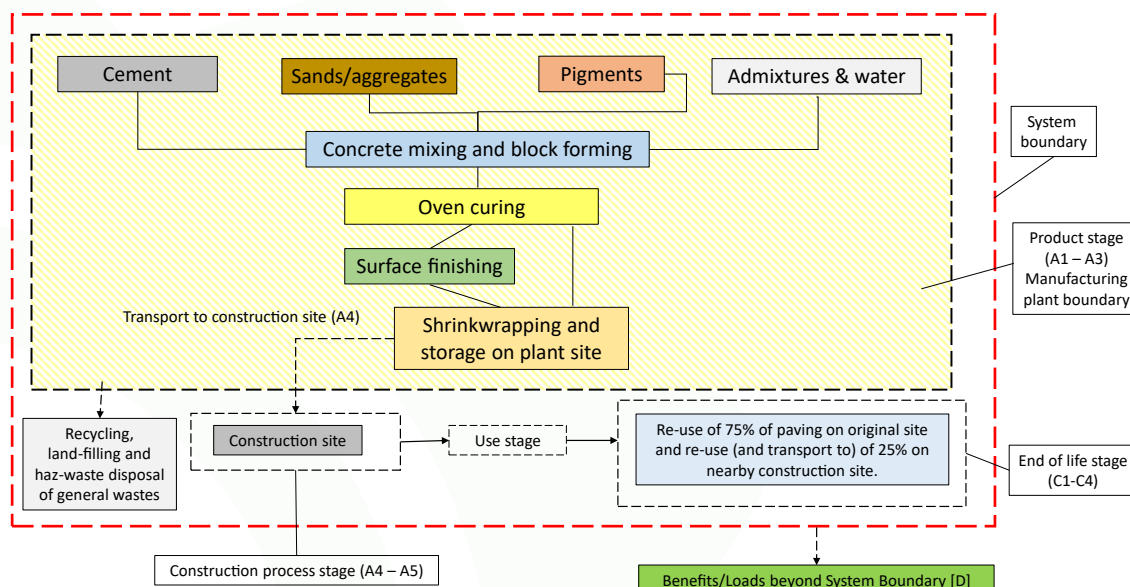 Cement
Sands/aggregates
Pigments
Admixtures & water
Concrete mixing and block forming
System
boundary
Oven curing
Surface finishing
Product stage
(A1 – A3)
Manufacturing
plant boundary
Transport to construction site (A4)
Shrinkwrapping and
storage on plant site
Recycling,
land-filling and
haz-waste disposal
of general wastes
Construction site
Use stage
Re-use of 75% of paving on original site
and re-use (and transport to) of 25% on
nearby construction site.
End of life stage
(C1-C4)
Construction process stage (A4 – A5)
Benefits/Loads beyond System Boundary [D]